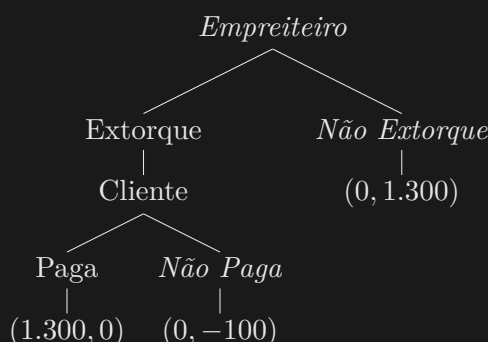 Empreiteiro
Extorque Não Extorque
Cliente (0, 1.300)
Paga Não Paga
(1.300, 0) (0, −100)